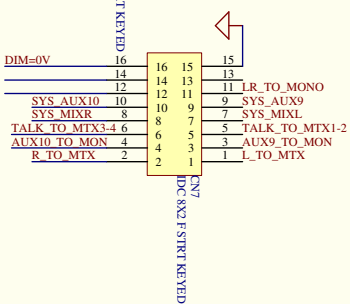 RT KEYED
DIM=0V 16 16 15 15
14 14 13 13
12 12 11 11 LR_TO_MONO
SYS_AUX10 10 10 9 9 SYS_AUX9
SYS_MIXR 8 8 7 7 SYS_MIXL
TALK_TO_MTX3-4 6 6 5 5 TALK_TO_MTX1-2
AUX10_TO_MON 4 4 3 3 AUX9_TO_MON
R_TO_MTX 2 2 1 1 L_TO_MTX
CN7
IDC 8X2 F STRT KEYED